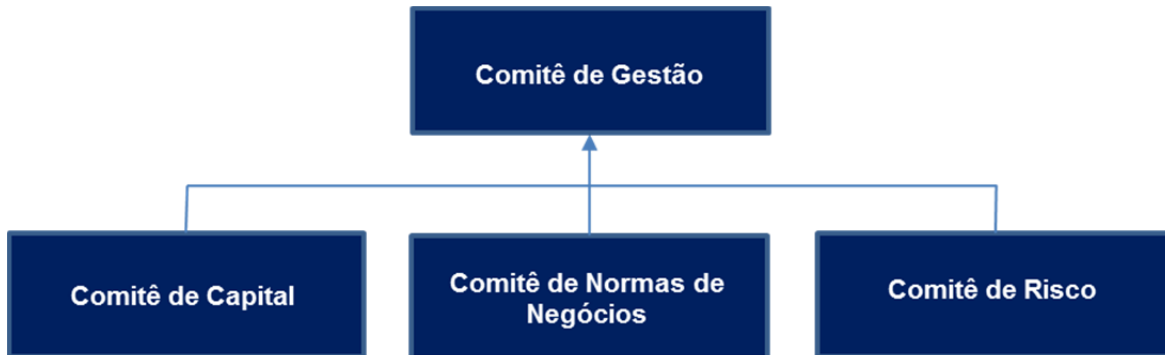 Comitê de Gestão
Comitê de Capital
Comitê de Normas de
Negócios
Comitê de Risco